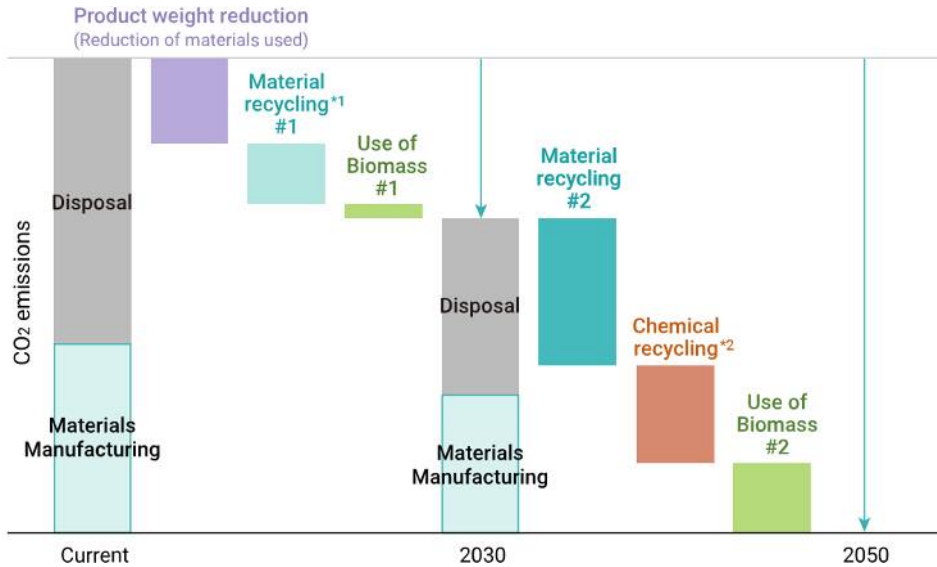 Product weight reduction
(Reduction of materials used)
Material
recycling*1
#1
Use of
Biomass
#1
Material
recycling
#2
Disposal
Disposal
Chemical
recycling*2
Use of
Biomass
#2
Materials
Manufacturing
Materials
Manufacturing
CO2 emissions
Current
2030
2050